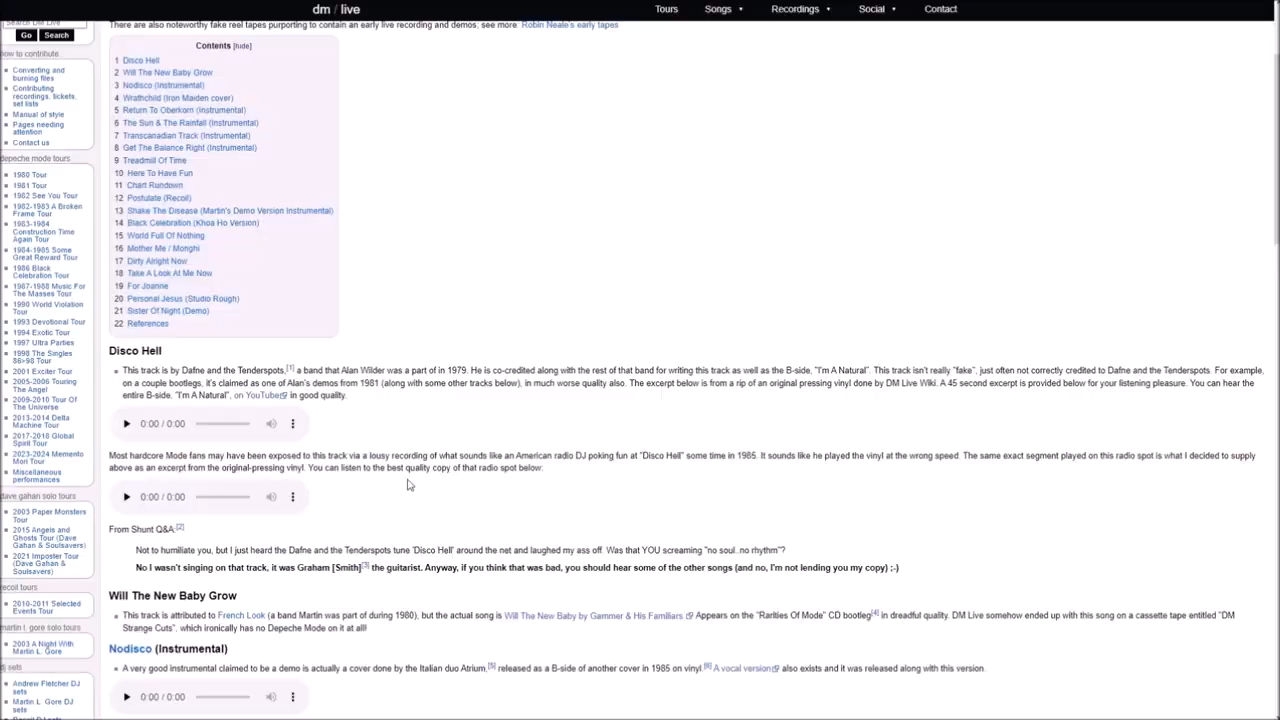 dm / live
Tours Songs Recordings Social Contact
Search DM Live
Go Search
how to contribute
Converting and
burning files
Contributing
recordings, tickets,
set lists
Manual of style
Pages needing
attention
Contact us
depeche mode tours
1980 Tour
1981 Tour
1982 See You Tour
1982-1983 A Broken
Frame Tour
1983-1984
Construction Time
Again Tour
1984-1985 Some
Great Reward Tour
1986 Black
Celebration Tour
1987-1988 Music For
The Masses Tour
1990 World Violation
Tour
1993 Devotional Tour
1994 Exotic Tour
1997 Ultra Parties
1998 The Singles
86>98 Tour
2001 Exciter Tour
2005-2006 Touring
The Angel
2009-2010 Tour Of
The Universe
2013-2014 Delta
Machine Tour
2017-2018 Global
Spirit Tour
2023-2024 Memento
Mori Tour
Miscellaneous
performances
dave gahan solo tours
2003 Paper Monsters
Tour
2015 Angels and
Ghosts Tour (Dave
Gahan & Soulsavers)
2021 Imposter Tour
(Dave Gahan &
Soulsavers)
recoil tours
2010-2011 Selected
Events Tour
martin l. gore solo tours
2003 A Night With
Martin L. Gore
dj sets
Andrew Fletcher DJ
sets
Martin L. Gore DJ
sets
There are also noteworthy fake reel tapes purporting to contain an early live recording and demos; see more: Robin Neale's early tapes
Contents [hide]
1 Disco Hell
2 Will The New Baby Grow
3 Nodisco (Instrumental)
4 Wrathchild (Iron Maiden cover)
5 Return To Oberkorn (Instrumental)
6 The Sun & The Rainfall (Instrumental)
7 Transcanadian Track (Instrumental)
8 Get The Balance Right (Instrumental)
9 Treadmill Of Time
10 Here To Have Fun
11 Chart Rundown
12 Postulate (Recoil)
13 Shake The Disease (Martin's Demo Version Instrumental)
14 Black Celebration (Khoa Ho Version)
15 World Full Of Nothing
16 Mother Me / Monghi
17 Dirty Alright Now
18 Take A Look At Me Now
19 For Joanne
20 Personal Jesus (Studio Rough)
21 Sister Of Night (Demo)
22 References
Disco Hell
This track is by Dafne and the Tenderspots,[1] a band that Alan Wilder was a part of in 1979. He is co-credited along with the rest of that band for writing this track as well as the B-side, "I'm A Natural". This track isn't really "fake", just often not correctly credited to Dafne and the Tenderspots. For example,
on a couple bootlegs, it's claimed as one of Alan's demos from 1981 (along with some other tracks below), in much worse quality also. The excerpt below is from a rip of an original pressing vinyl done by DM Live Wiki. A 45 second excerpt is provided below for your listening pleasure. You can hear the
entire B-side, "I'm A Natural", on YouTube in good quality.
0:00 / 0:00
Most hardcore Mode fans may have been exposed to this track via a lousy recording of what sounds like an American radio DJ poking fun at "Disco Hell" some time in 1985. It sounds like he played the vinyl at the wrong speed. The same exact segment played on this radio spot is what I decided to supply
above as an excerpt from the original-pressing vinyl. You can listen to the best quality copy of that radio spot below:
0:00 / 0:00
From Shunt Q&A:[2]
Not to humiliate you, but I just heard the Dafne and the Tenderspots tune 'Disco Hell' around the net and laughed my ass off. Was that YOU screaming "no soul..no rhythm"?
No I wasn't singing on that track, it was Graham [Smith][3] the guitarist. Anyway, if you think that was bad, you should hear some of the other songs (and no, I'm not lending you my copy) ;-)
Will The New Baby Grow
This track is attributed to French Look (a band Martin was part of during 1980), but the actual song is Will The New Baby by Gammer & His Familiars Appears on the "Rarities Of Mode" CD bootleg[4] in dreadful quality. DM Live somehow ended up with this song on a cassette tape entitled "DM
Strange Cuts", which ironically has no Depeche Mode on it at all!
Nodisco (Instrumental)
A very good instrumental claimed to be a demo is actually a cover done by the Italian duo Atrium,[5] released as a B-side of another cover in 1985 on vinyl.[6] A vocal version also exists and it was released along with this version.
0:00 / 0:00